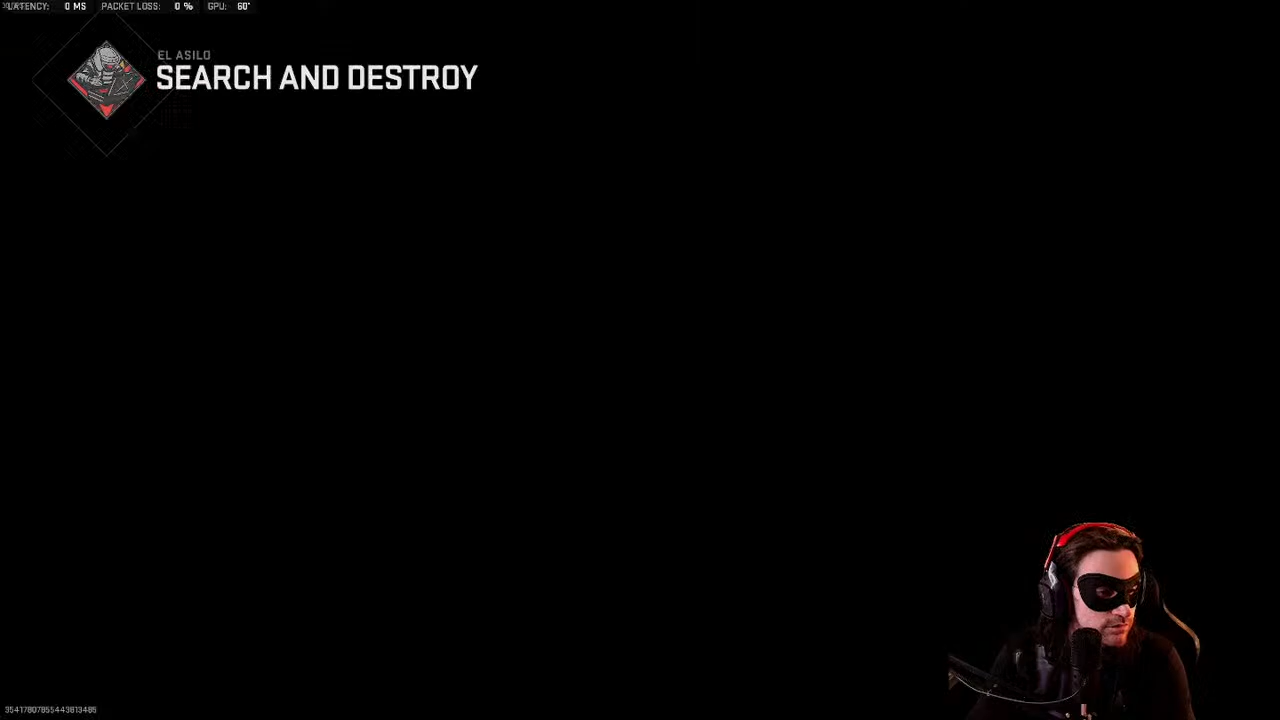 LATENCY: 0 MS PACKET LOSS: 0 % GPU: 60°
EL ASILO
SEARCH AND DESTROY